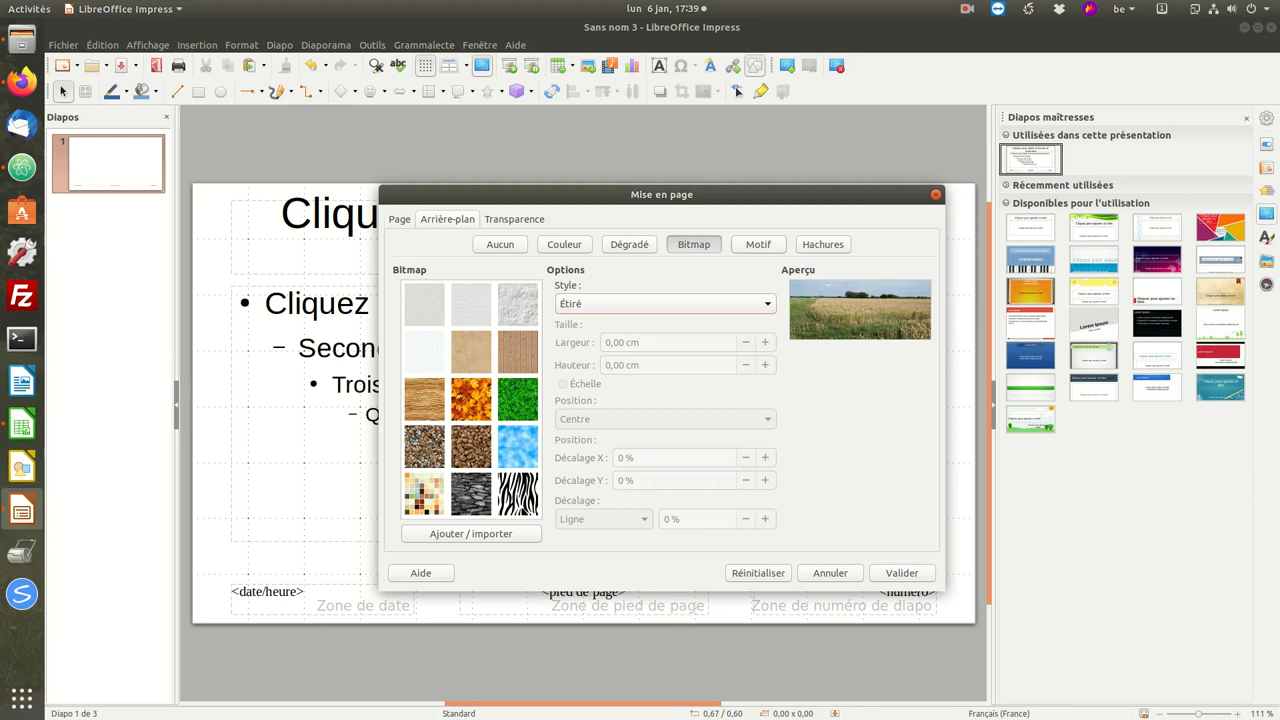 Activités LibreOffice Impress lun 6 jan, 17:39 be
Sans nom 3 - LibreOffice Impress
Fichier Édition Affichage Insertion Format Diapo Diaporama Outils Grammalecte Fenêtre Aide
Diapos
1
Cliqu
Cliquez
Secon
Trois
Q
<date/heure>
Zone de date
<pied de page>
Zone de pied de page
<numéro>
Zone de numéro de diapo
Mise en page
Page Arrière-plan Transparence
Aucun Couleur Dégradé Bitmap Motif Hachures
Bitmap
Ajouter / importer
Options
Style :
Étiré
Taille :
Largeur : 0,00 cm
Hauteur : 0,00 cm
Échelle
Position :
Centre
Position :
Décalage X : 0 %
Décalage Y : 0 %
Décalage :
Ligne 0 %
Aperçu
Aide Réinitialiser Annuler Valider
Diapos maîtresses
Utilisées dans cette présentation
Récemment utilisées
Disponibles pour l'utilisation
Lorem Ipsum
Diapo 1 de 3 Standard 0,67 / 0,60 0,00 x 0,00 Français (France) 111 %